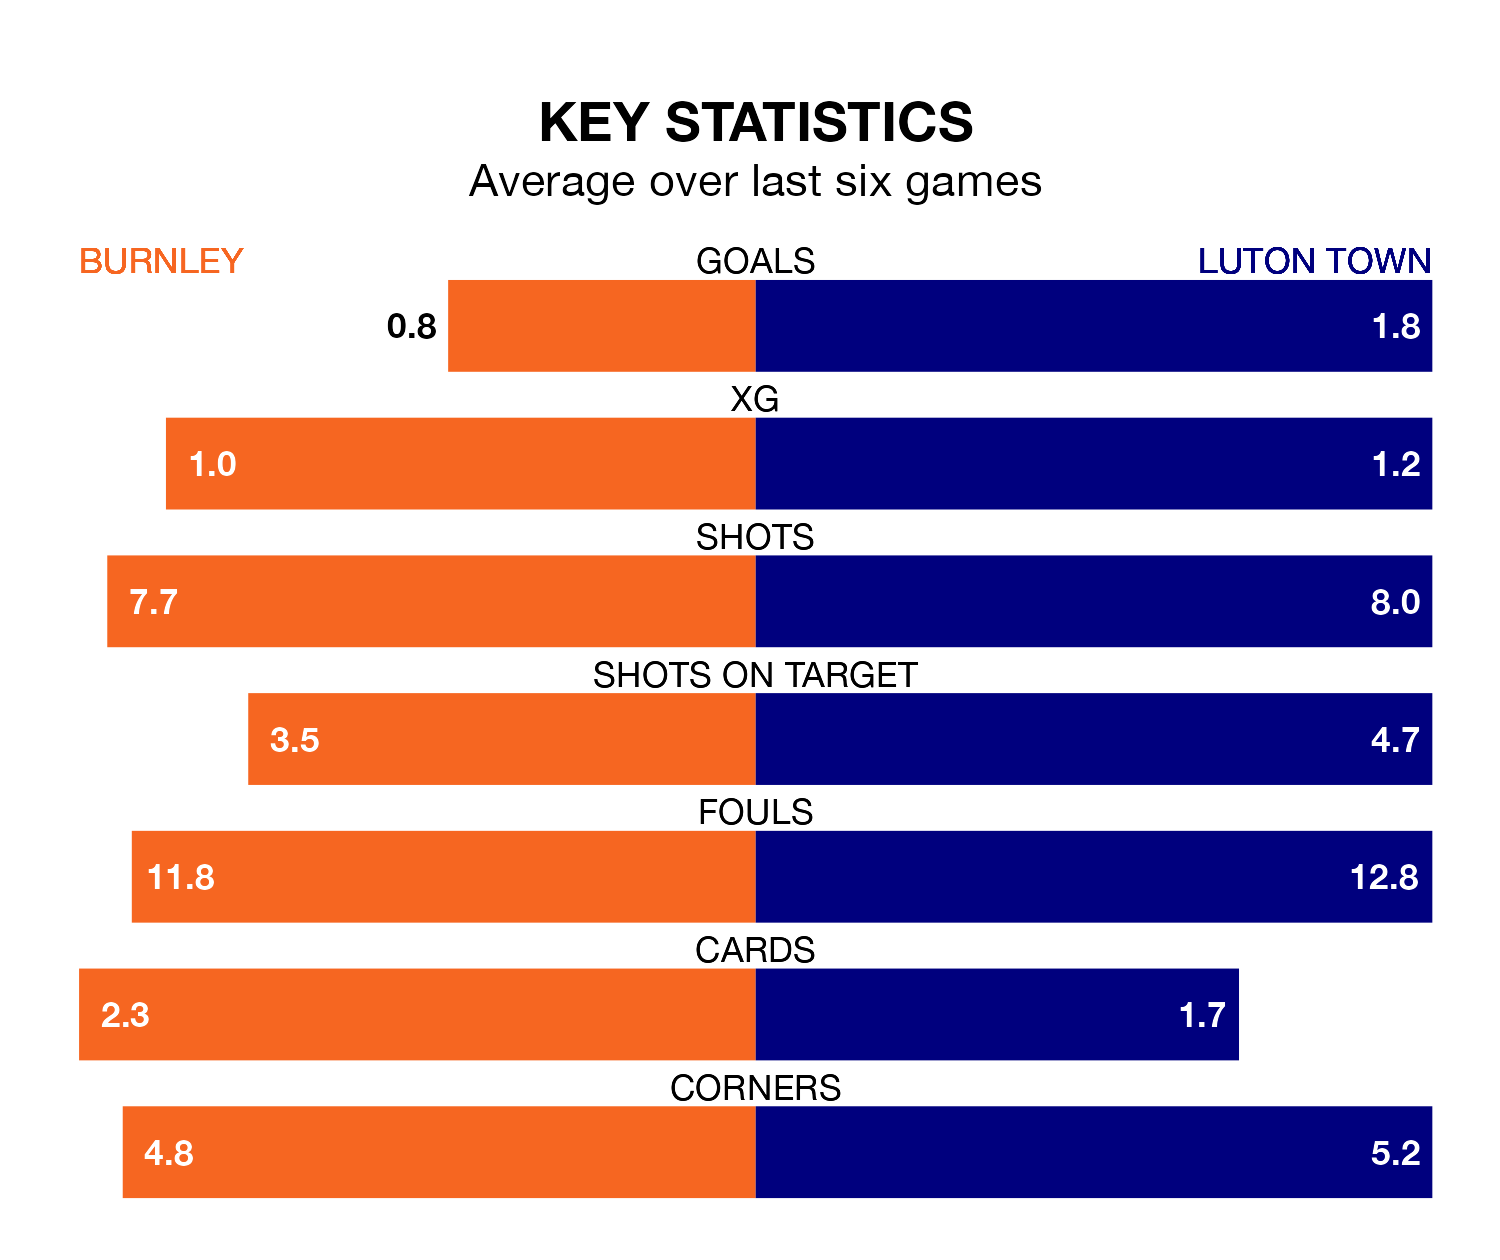 KEY STATISTICS
Average over last six games
BURNLEY GOALS LUTON TOWN
0.8 1.8
XG
1.0 1.2
SHOTS
7.7 8.0
SHOTS ON TARGET
3.5 4.7
FOULS
11.8 12.8
CARDS
2.3 1.7
CORNERS
4.8 5.2